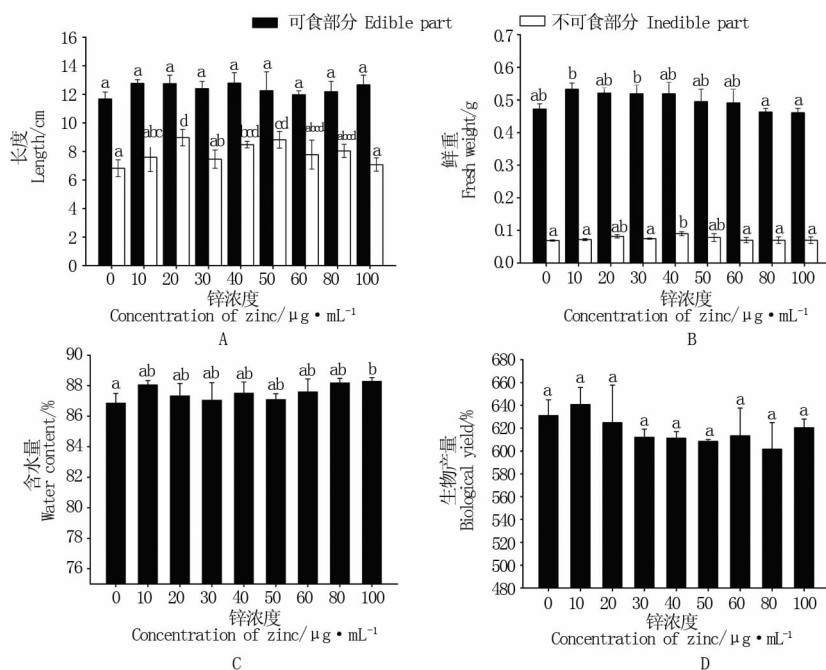 可食部分 Edible part
不可食部分 Inedible part
16
14
12
10
8
6
4
2
0
长度
Length/cm
a a a a a a a a a
a abc d ab bcd cd abcd abcd a
0 10 20 30 40 50 60 80 100
锌浓度
Concentration of zinc/μg·mL⁻¹
A
0.7
0.6
0.5
0.4
0.3
0.2
0.1
0.0
鲜重
Fresh weight/g
ab b ab b ab ab ab a a
a a ab a b ab a a a
0 10 20 30 40 50 60 80 100
锌浓度
Concentration of zinc/μg·mL⁻¹
B
90
88
86
88
82
80
78
76
含水量
Water content/%
a ab ab ab ab ab ab ab b
0 10 20 30 40 50 60 80 100
锌浓度
Concentration of zinc/μg·mL⁻¹
C
680
660
640
620
600
580
560
540
520
500
480
生物产量
Biological yield/%
a a a a a a a a a
0 10 20 30 40 50 60 80 100
锌浓度
Concentration of zinc/μg·mL⁻¹
D